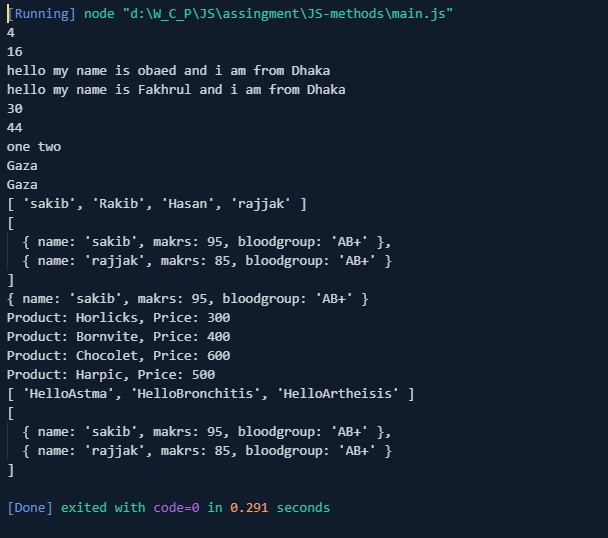 [Running] node "d:\W_C_P\JS\assingment\JS-methods\main.js"
4
16
hello my name is obaed and i am from Dhaka
hello my name is Fakhrul and i am from Dhaka
30
44
one two
Gaza
Gaza
[ 'sakib', 'Rakib', 'Hasan', 'rajjak' ]
[
  { name: 'sakib', makrs: 95, bloodgroup: 'AB+' },
  { name: 'rajjak', makrs: 85, bloodgroup: 'AB+' }
]
{ name: 'sakib', makrs: 95, bloodgroup: 'AB+' }
Product: Horlicks, Price: 300
Product: Bornvite, Price: 400
Product: Chocolet, Price: 600
Product: Harpic, Price: 500
[ 'HelloAstma', 'HelloBronchitis', 'HelloArtheisis' ]
[
  { name: 'sakib', makrs: 95, bloodgroup: 'AB+' },
  { name: 'rajjak', makrs: 85, bloodgroup: 'AB+' }
]
[Done] exited with code=0 in 0.291 seconds